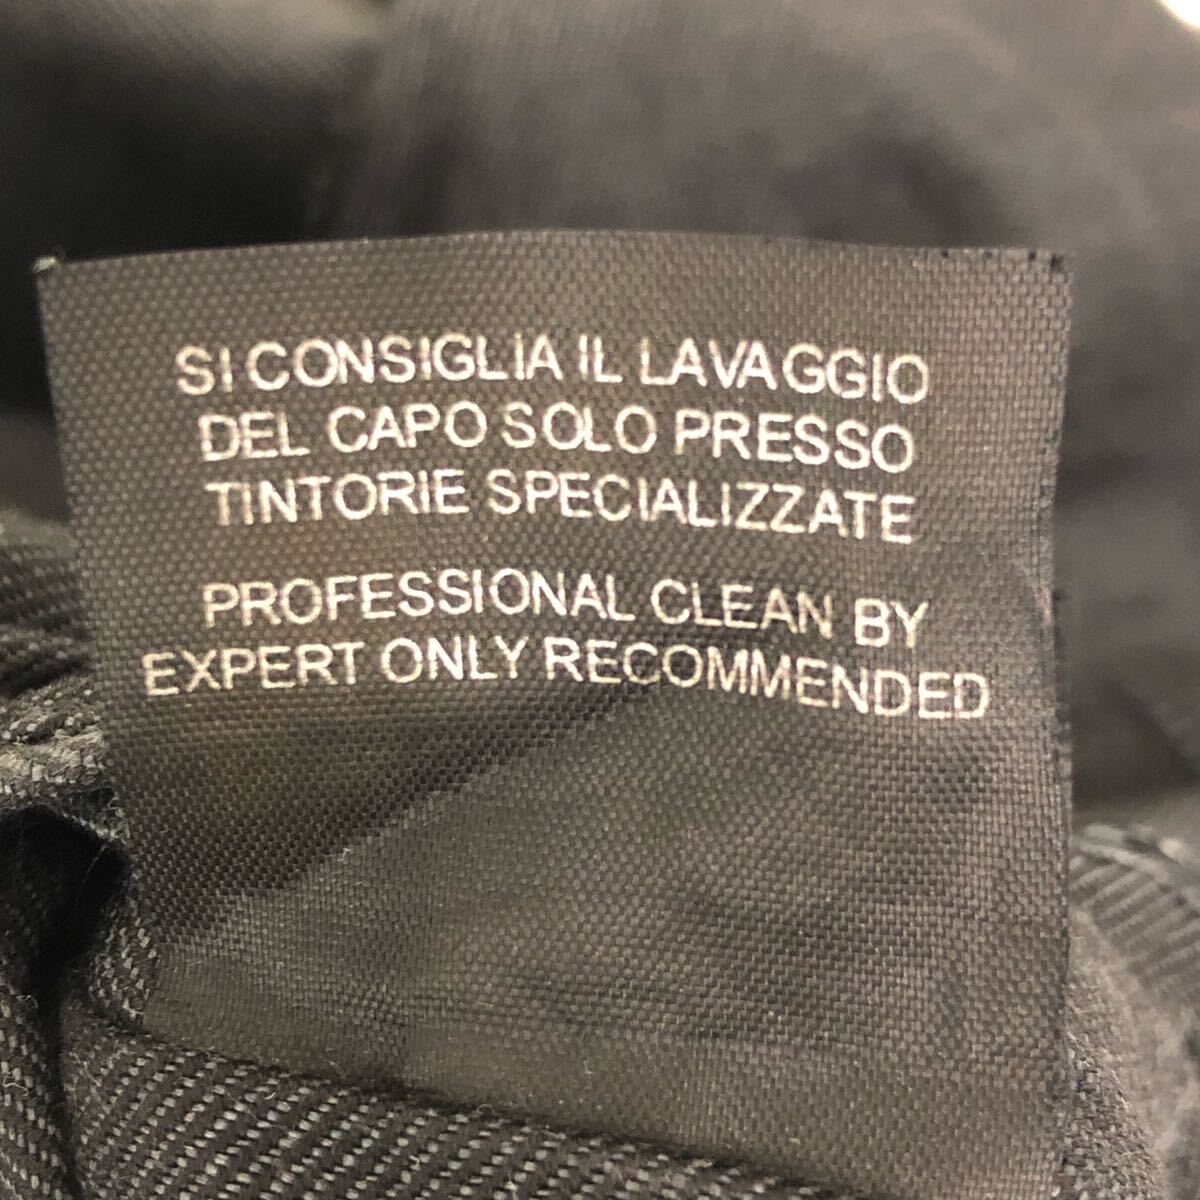 SI CONSIGLIA IL LAVAGGIO
DEL CAPO SOLO PRESSO
TINTORIE SPECIALIZZATE
PROFESSIONAL CLEAN BY
EXPERT ONLY RECOMMENDED